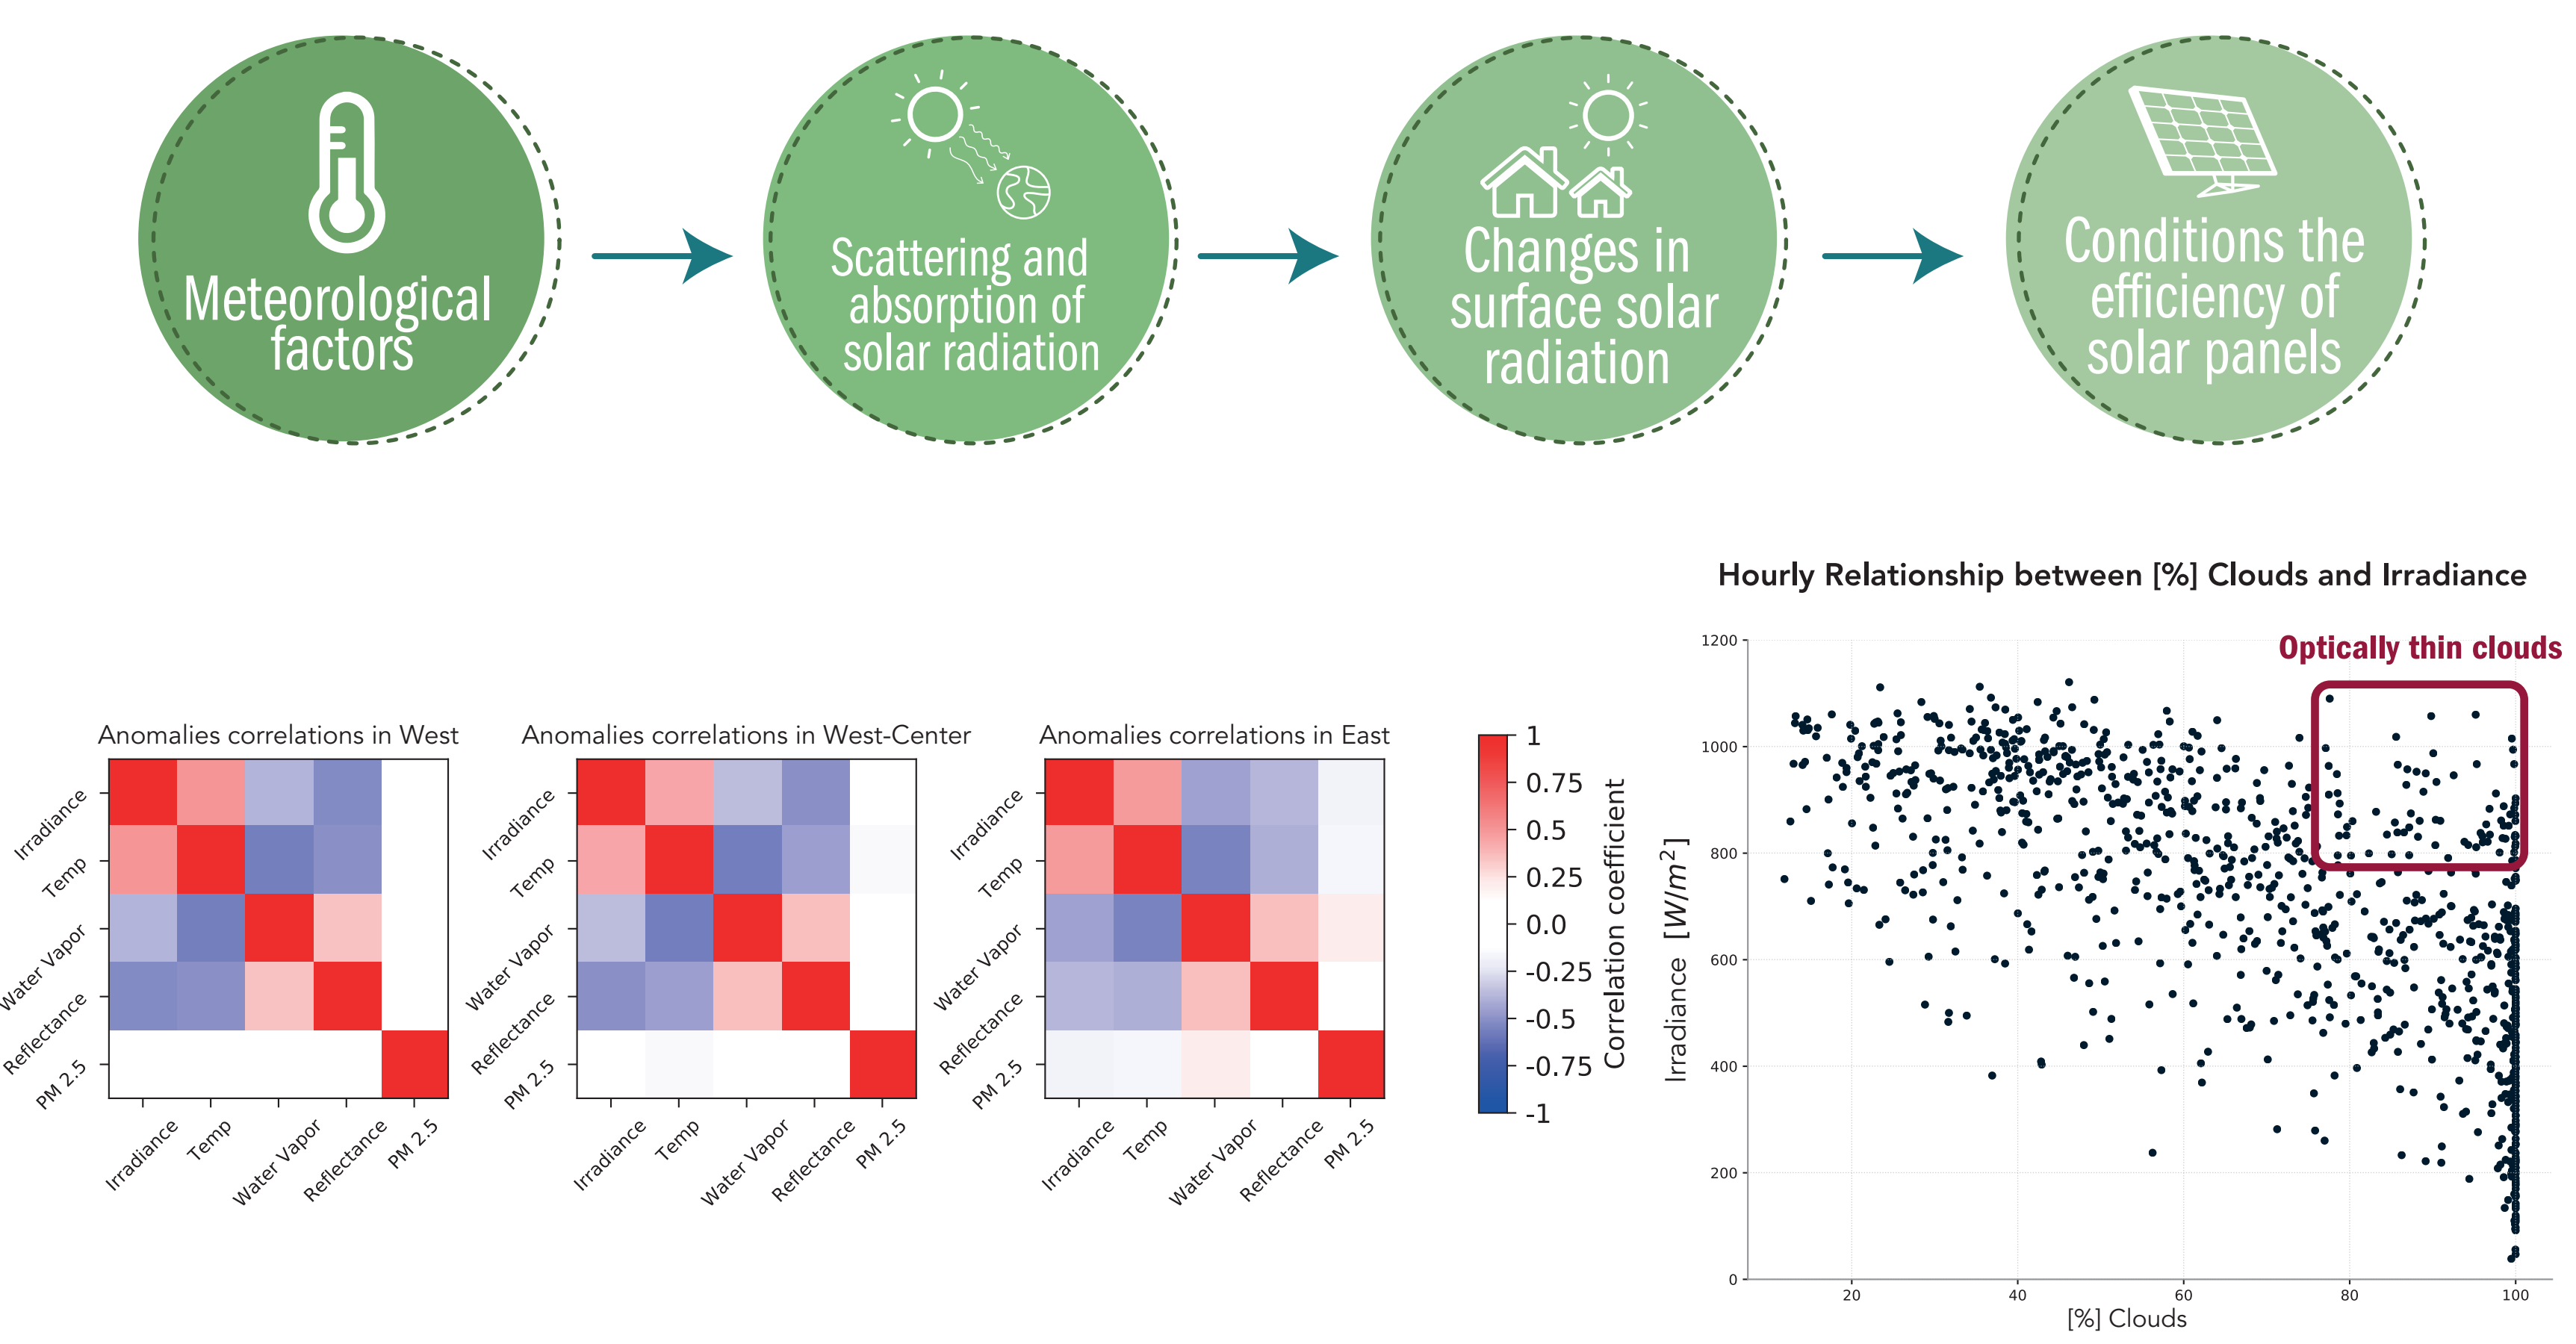 Meteorological
factors
Scattering and
absorption of
solar radiation
Changes in
surface solar
radiation
Conditions the
efficiency of
solar panels
Anomalies correlations in West
Irradiance
Temp
Water Vapor
Reflectance
PM 2.5
Irradiance
Temp
Water Vapor
Reflectance
PM 2.5
Anomalies correlations in West-Center
Irradiance
Temp
Water Vapor
Reflectance
PM 2.5
Irradiance
Temp
Water Vapor
Reflectance
PM 2.5
Anomalies correlations in East
Irradiance
Temp
Water Vapor
Reflectance
PM 2.5
Irradiance
Temp
Water Vapor
Reflectance
PM 2.5
1
0.75
0.5
0.25
0.0
-0.25
-0.5
-0.75
-1
Correlation coefficient
Hourly Relationship between [%] Clouds and Irradiance
Optically thin clouds
1200
1000
800
600
400
200
0
Irradiance [W/m²]
20
40
60
80
100
[%] Clouds